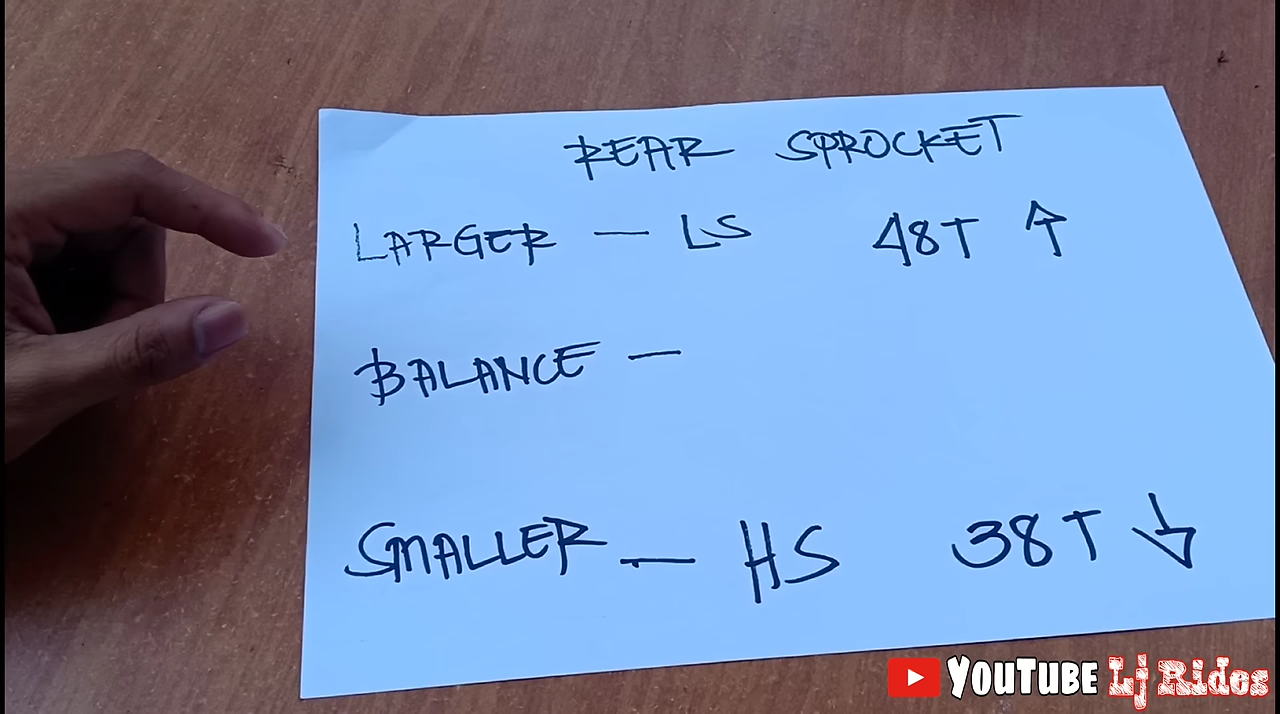 REAR SPROCKET
LARGER — LS 48T ↑
BALANCE —
SMALLER — HS 38T ↓
YouTube Lj Rides